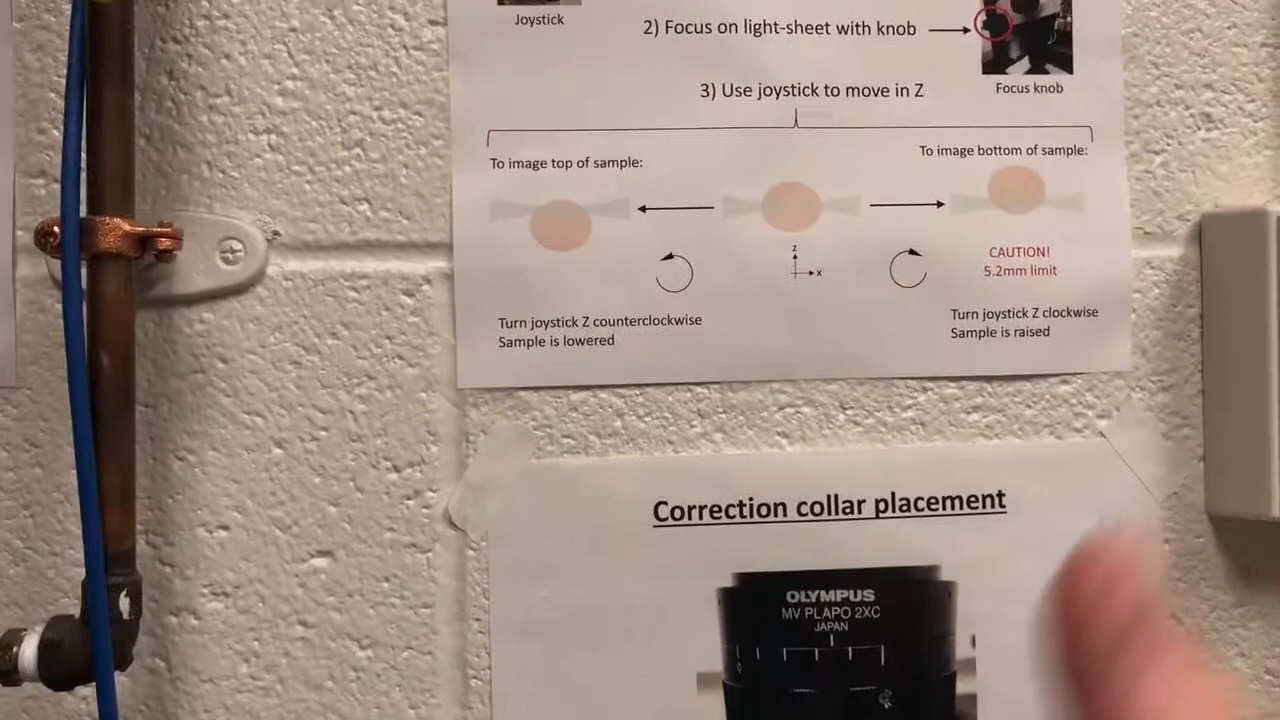 Joystick
2) Focus on light-sheet with knob
Focus knob
3) Use joystick to move in Z
To image top of sample:
To image bottom of sample:
z
x
CAUTION!
5.2mm limit
Turn joystick Z counterclockwise
Sample is lowered
Turn joystick Z clockwise
Sample is raised
Correction collar placement
OLYMPUS
MV PLAPO 2XC
JAPAN
0